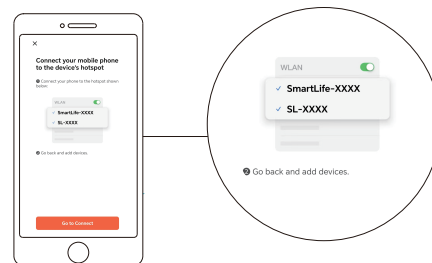 Connect your mobile phone
to the device's hotspot
❶ Connect your phone to the hotspot shown
below:
WLAN
✓ SmartLife-XXXX
✓ SL-XXXX
❷ Go back and add devices.
Go to Connect
WLAN
✓ SmartLife-XXXX
✓ SL-XXXX
❷ Go back and add devices.